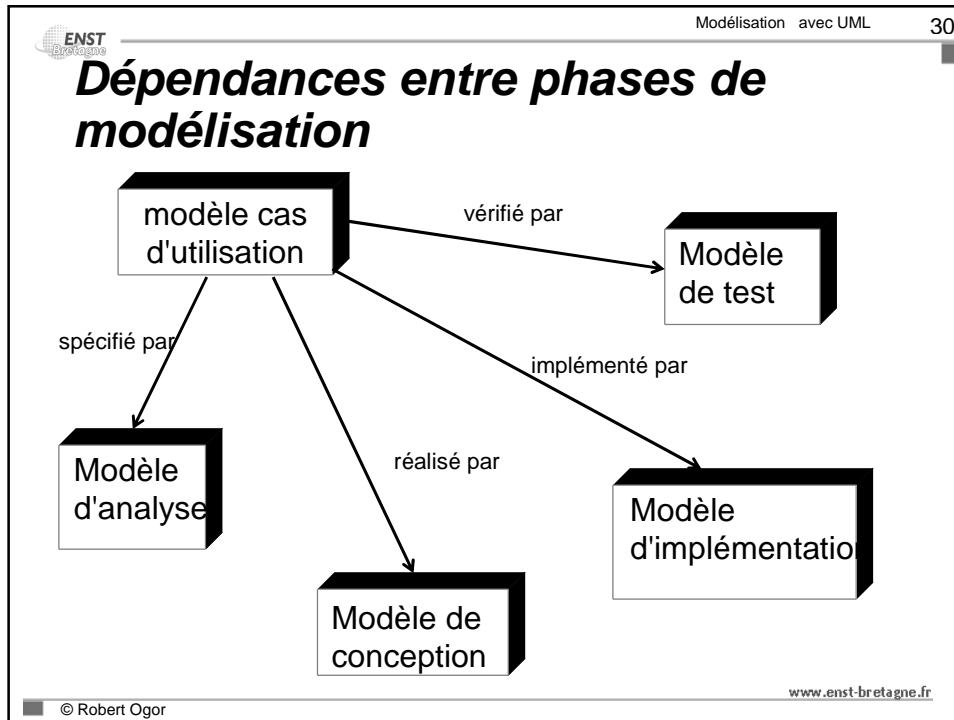 Modélisation avec UML 30
ENST
Bretagne
Dépendances entre phases de
modélisation
modèle cas
d'utilisation
vérifié par
Modèle
de test
spécifié par
implémenté par
Modèle
d'analyse
réalisé par
Modèle
d'implémentation
Modèle de
conception
www.enst-bretagne.fr
© Robert Ogor